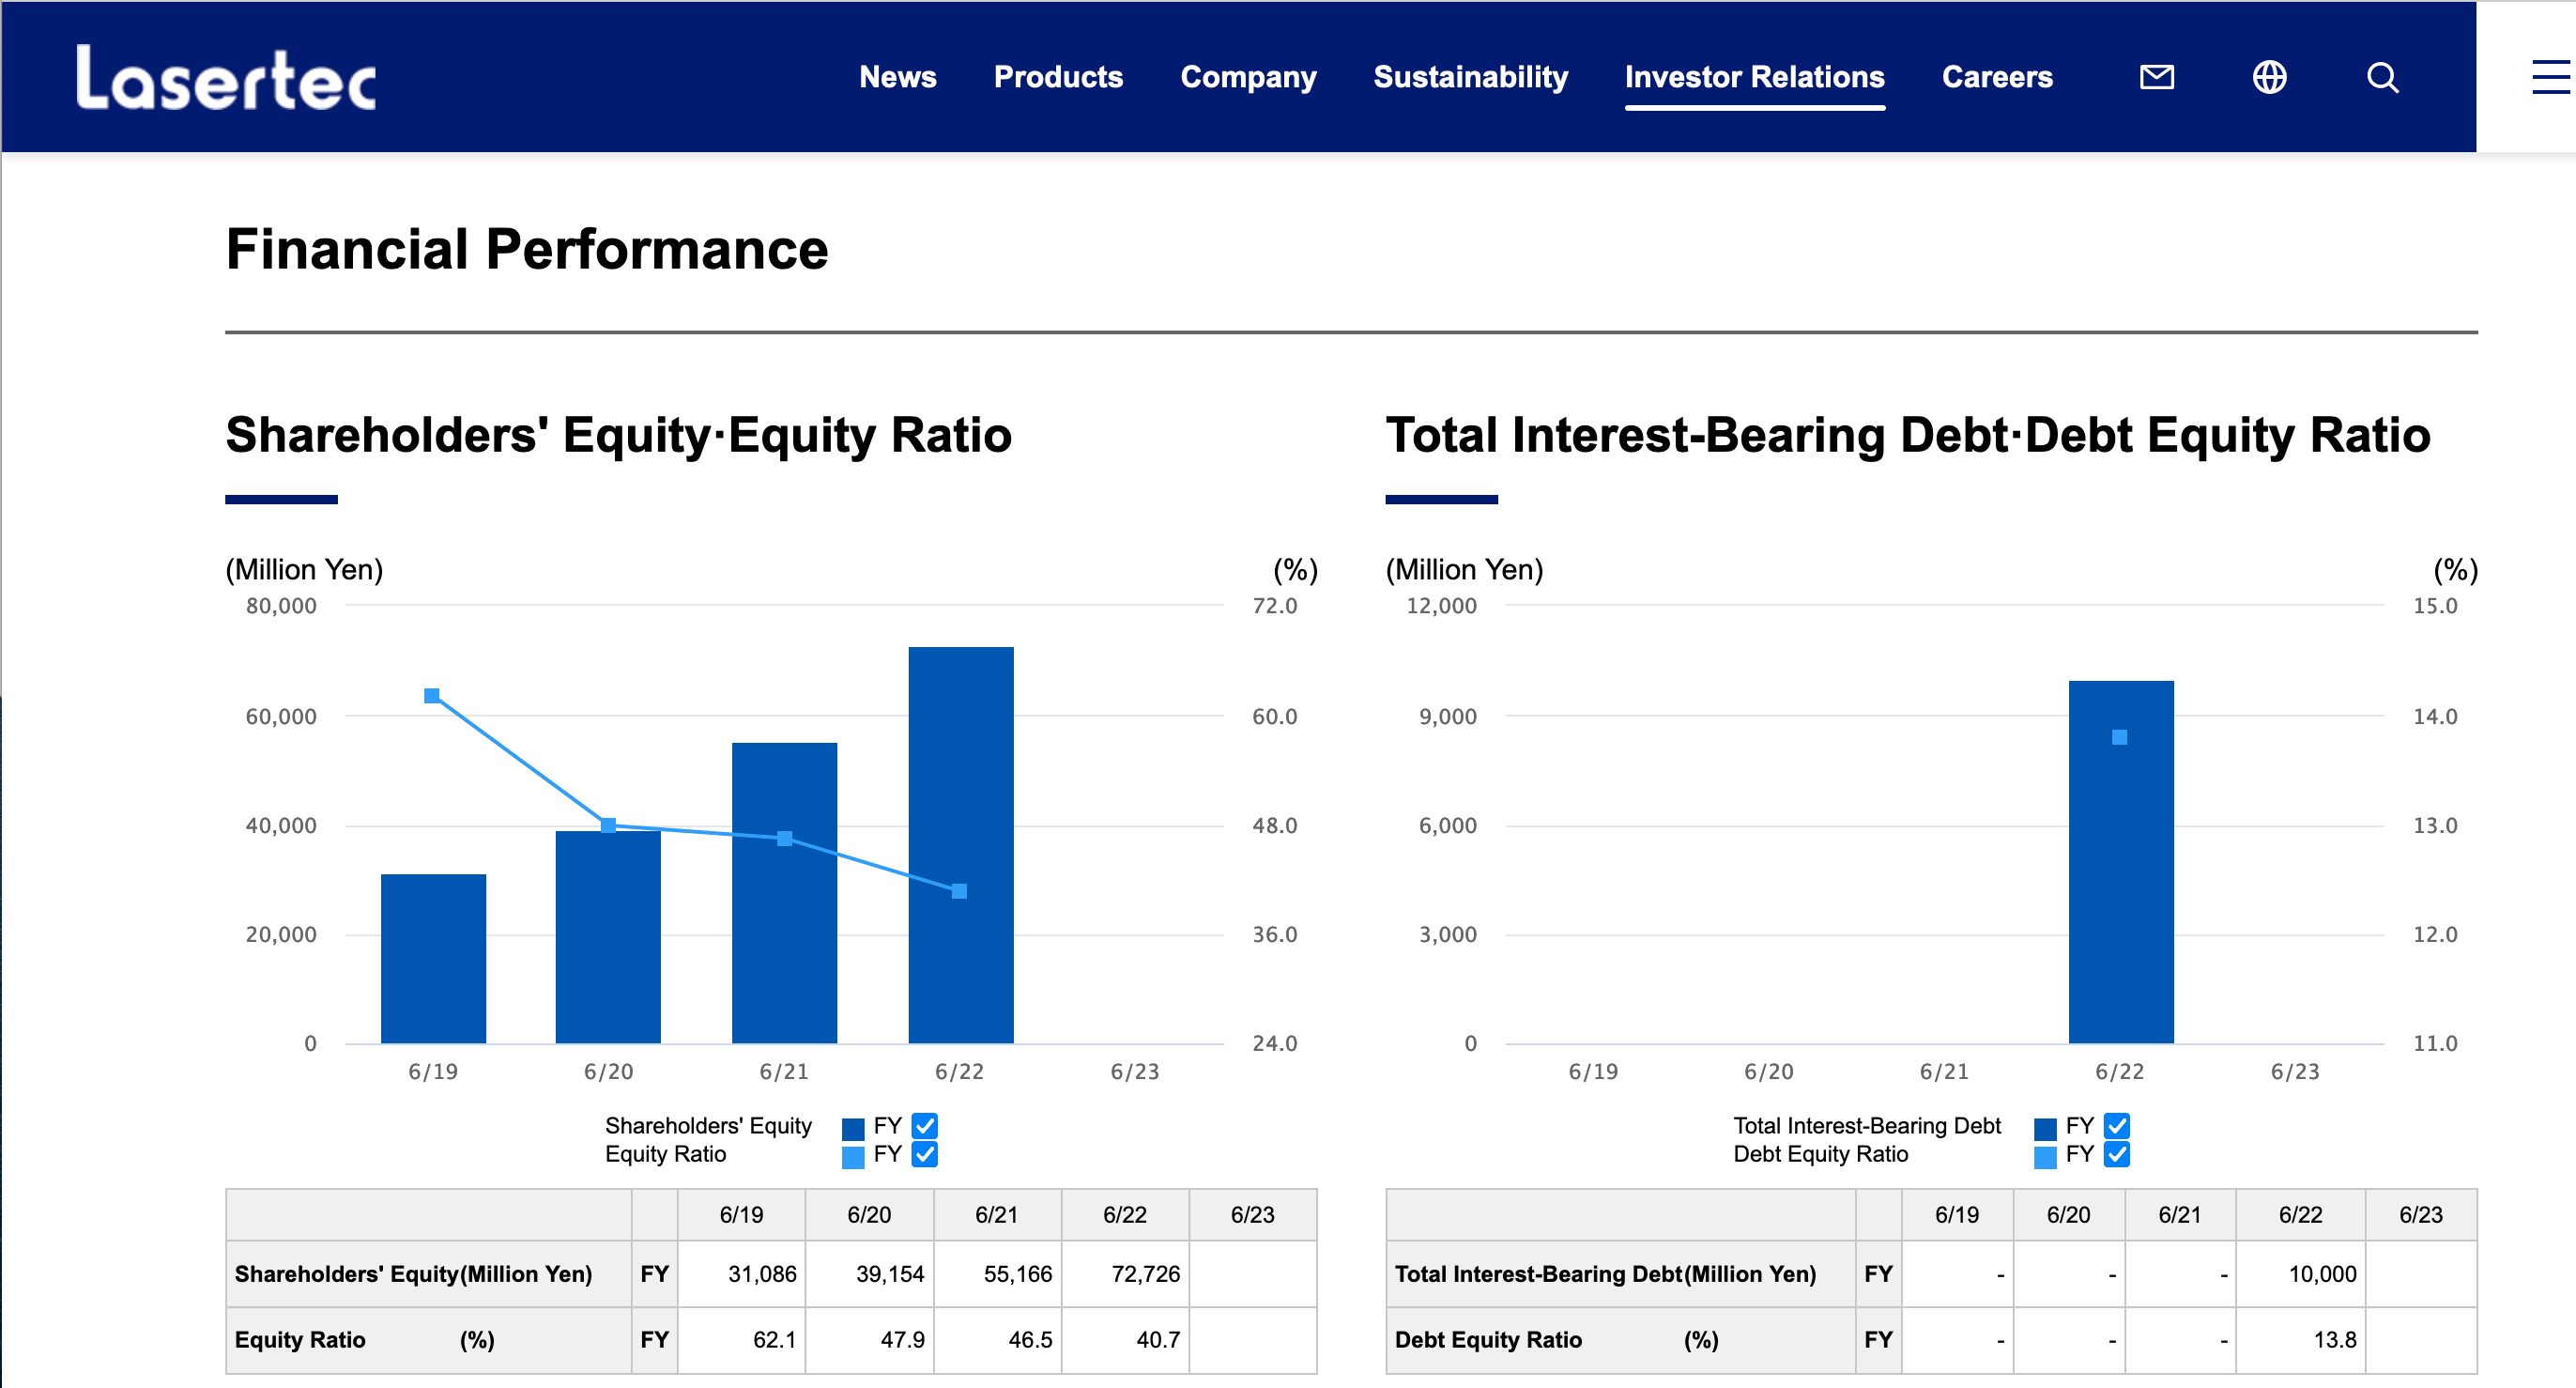 Lasertec
News Products Company Sustainability Investor Relations Careers
Financial Performance
Shareholders' Equity·Equity Ratio
(Million Yen) (%)
80,000 72.0
60,000 60.0
40,000 48.0
20,000 36.0
0 24.0
6/19 6/20 6/21 6/22 6/23
Shareholders' Equity FY
Equity Ratio FY
6/19 6/20 6/21 6/22 6/23
Shareholders' Equity(Million Yen) FY 31,086 39,154 55,166 72,726
Equity Ratio (%) FY 62.1 47.9 46.5 40.7
Total Interest-Bearing Debt·Debt Equity Ratio
(Million Yen) (%)
12,000 15.0
9,000 14.0
6,000 13.0
3,000 12.0
0 11.0
6/19 6/20 6/21 6/22 6/23
Total Interest-Bearing Debt FY
Debt Equity Ratio FY
6/19 6/20 6/21 6/22 6/23
Total Interest-Bearing Debt(Million Yen) FY - - - 10,000
Debt Equity Ratio (%) FY - - - 13.8